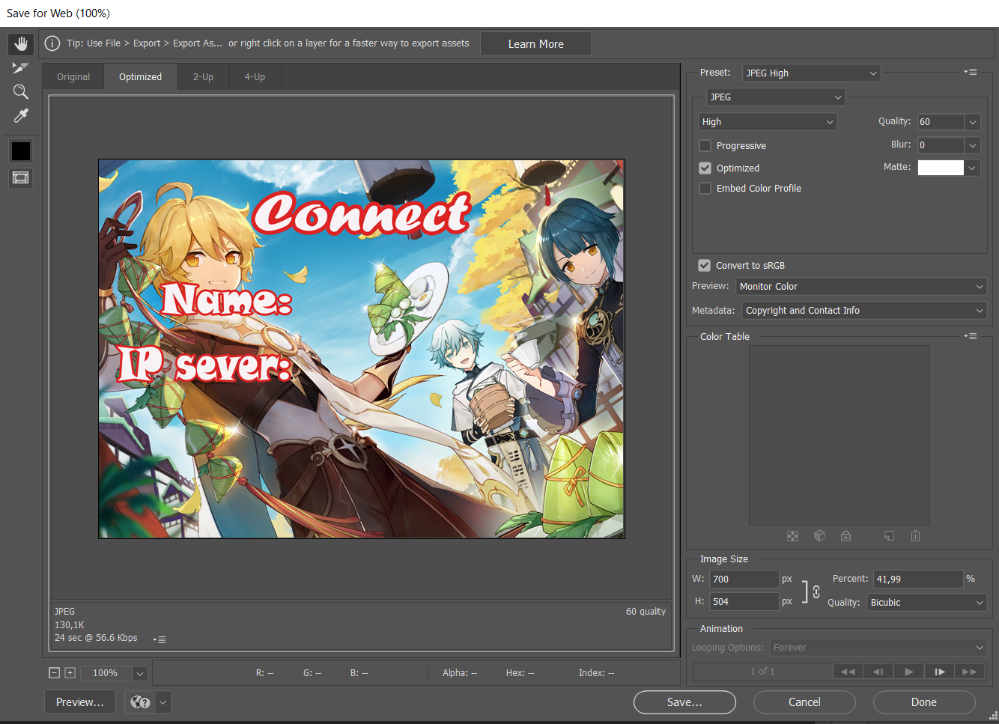 Save for Web (100%)
Tip: Use File > Export > Export As... or right click on a layer for a faster way to export assets
Learn More
Original
Optimized
2-Up
4-Up
Connect
Name:
IP sever:
JPEG
60 quality
130,1K
24 sec @ 56.6 Kbps
100%
R: --
G: --
B: --
Alpha: --
Hex: --
Index: --
Preview...
Preset: JPEG High
JPEG
High
Quality: 60
Progressive
Blur: 0
Optimized
Matte:
Embed Color Profile
Convert to sRGB
Preview: Monitor Color
Metadata: Copyright and Contact Info
Color Table
Image Size
W: 700 px
Percent: 41,99 %
H: 504 px
Quality: Bicubic
Animation
Looping Options: Forever
1 of 1
Save...
Cancel
Done